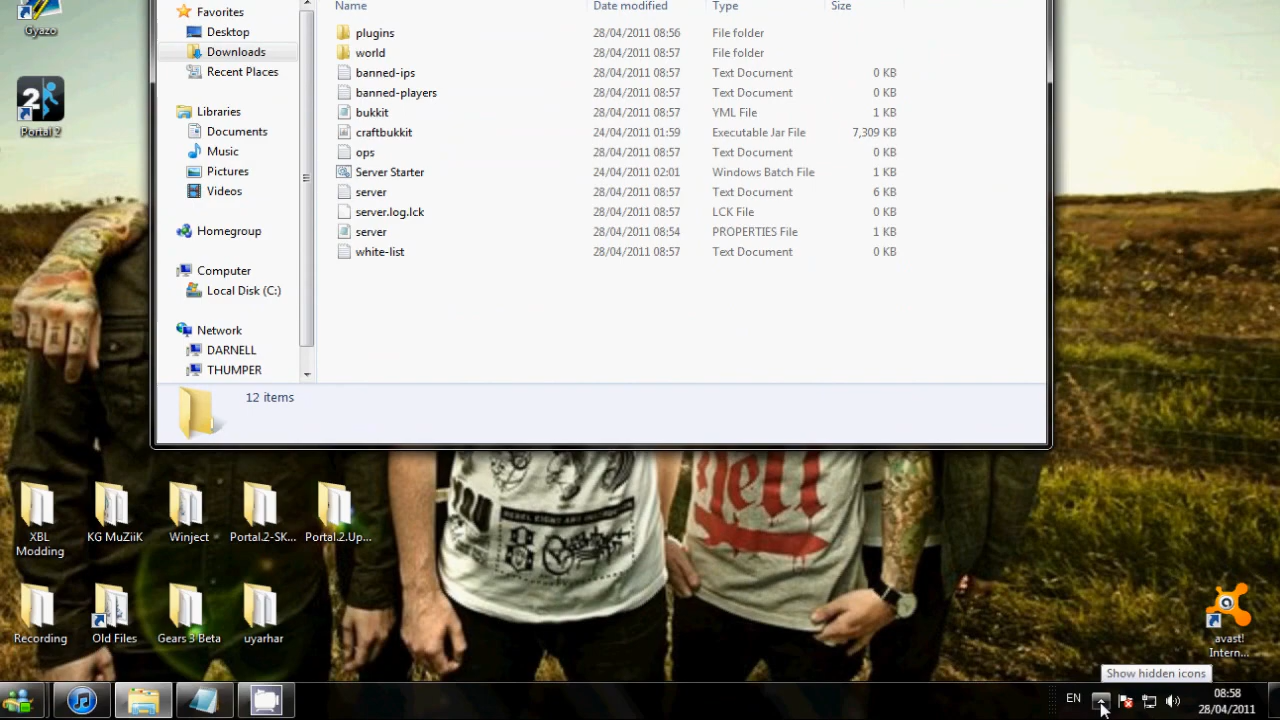 Gyazo
2
Portal 2
Name Date modified Type Size
Favorites
Desktop
Downloads
Recent Places
Libraries
Documents
Music
Pictures
Videos
Homegroup
Computer
Local Disk (C:)
Network
DARNELL
THUMPER
plugins 28/04/2011 08:56 File folder
world 28/04/2011 08:57 File folder
banned-ips 28/04/2011 08:57 Text Document 0 KB
banned-players 28/04/2011 08:57 Text Document 0 KB
bukkit 28/04/2011 08:57 YML File 1 KB
craftbukkit 24/04/2011 01:59 Executable Jar File 7,309 KB
ops 28/04/2011 08:57 Text Document 0 KB
Server Starter 24/04/2011 02:01 Windows Batch File 1 KB
server 28/04/2011 08:57 Text Document 6 KB
server.log.lck 28/04/2011 08:57 LCK File 0 KB
server 28/04/2011 08:54 PROPERTIES File 1 KB
white-list 28/04/2011 08:57 Text Document 0 KB
12 items
hell
XBL
Modding
KG MuZiiK
Winject
Portal.2-SK...
Portal.2.Up...
Recording
Old Files
Gears 3 Beta
uyarhar
avast!
Intern...
Show hidden icons
EN
08:58
28/04/2011